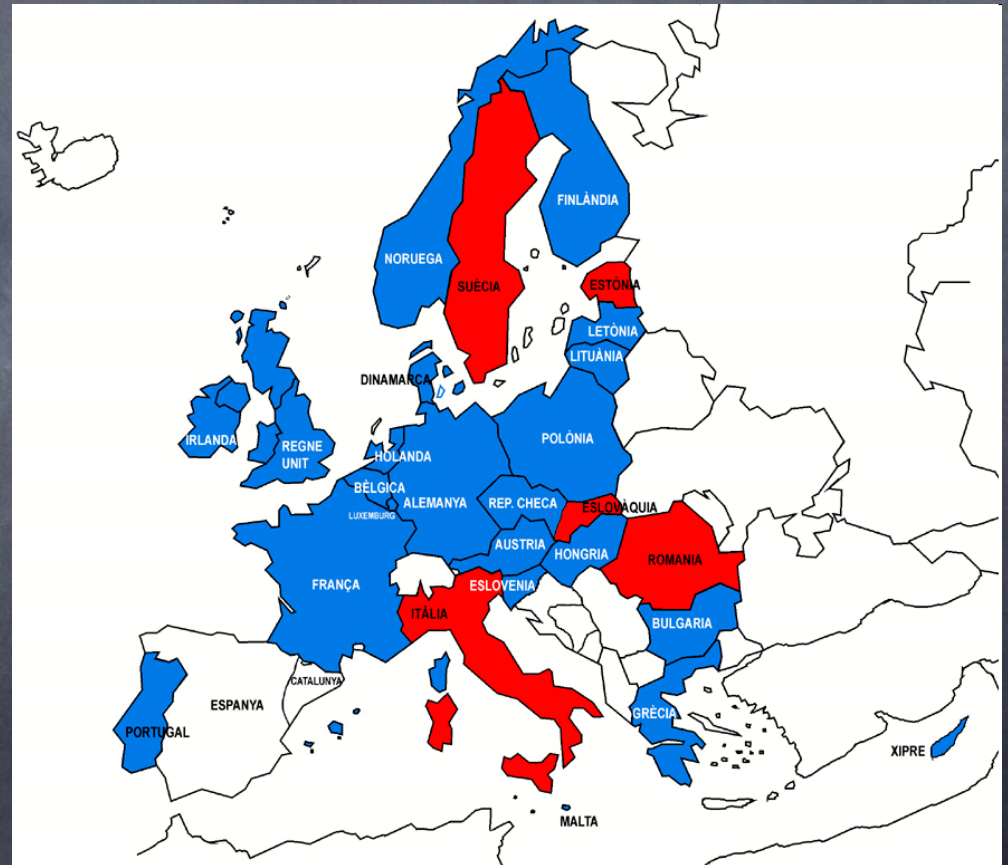 FINLÀNDIA
NORUEGA
SUÈCIA
ESTÒNIA
LETÒNIA
LITUÀNIA
DINAMARCA
IRLANDA
REGNE
UNIT
HOLANDA
POLÒNIA
BÈLGICA
ALEMANYA
REP. CHECA
ESLOVÀQUIA
LUXEMBURG
AUSTRIA
HONGRIA
ROMANIA
FRANÇA
ESLOVENIA
ITÀLIA
BULGARIA
CATALUNYA
ESPANYA
GRÈCIA
PORTUGAL
XIPRE
MALTA